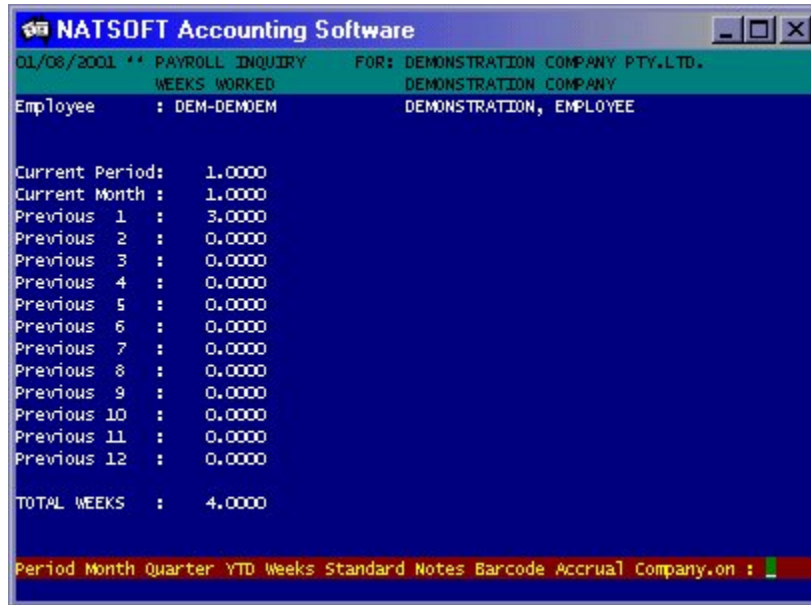 NATSOFT Accounting Software
01/08/2001 '' PAYROLL INQUIRY FOR: DEMONSTRATION COMPANY PTY.LTD.
WEEKS WORKED DEMONSTRATION COMPANY
Employee : DEM-DEMOEM DEMONSTRATION, EMPLOYEE
Current Period: 1.0000
Current Month : 1.0000
Previous 1 : 3.0000
Previous 2 : 0.0000
Previous 3 : 0.0000
Previous 4 : 0.0000
Previous 5 : 0.0000
Previous 6 : 0.0000
Previous 7 : 0.0000
Previous 8 : 0.0000
Previous 9 : 0.0000
Previous 10 : 0.0000
Previous 11 : 0.0000
Previous 12 : 0.0000
TOTAL WEEKS : 4.0000
Period Month Quarter YTD Weeks Standard Notes Barcode Accrual Company.on :